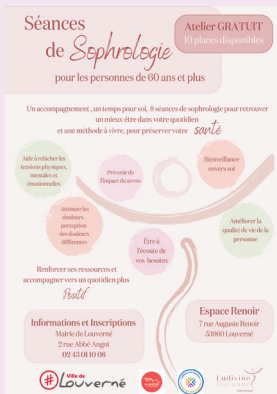 Séances
de Sophrologie
Atelier GRATUIT
10 places disponibles
pour les personnes de 60 ans et plus
Un accompagnement, un temps pour soi, 8 séances de sophrologie pour retrouver
un mieux être dans votre quotidien
et une méthode à vivre, pour préserver votre santé
Aide à relâcher les
tensions physiques,
mentales et
émotionnelles
Prévenir de
l'impact du stress
Bienveillance
envers soi
Atténuer les
douleurs -
perception
des douleurs
différentes
Être à
l'écoute de
vos besoins
Améliorer la
qualité de vie de la
personne
Renforcer ses ressources et
accompagner vers un quotidien plus
Positif
Informations et Inscriptions
Mairie de Louverné
2 rue Abbé Angot
02 43 01 10 08
Espace Renoir
7 rue Auguste Renoir
53960 Louverné
Ville de
Louverné
Ludivine